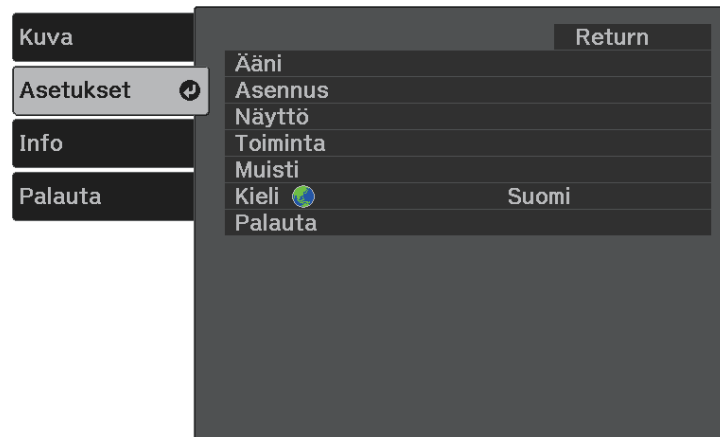 Kuva
Asetukset
Info
Palauta
Return
Ääni
Asennus
Näyttö
Toiminta
Muisti
Kieli Suomi
Palauta